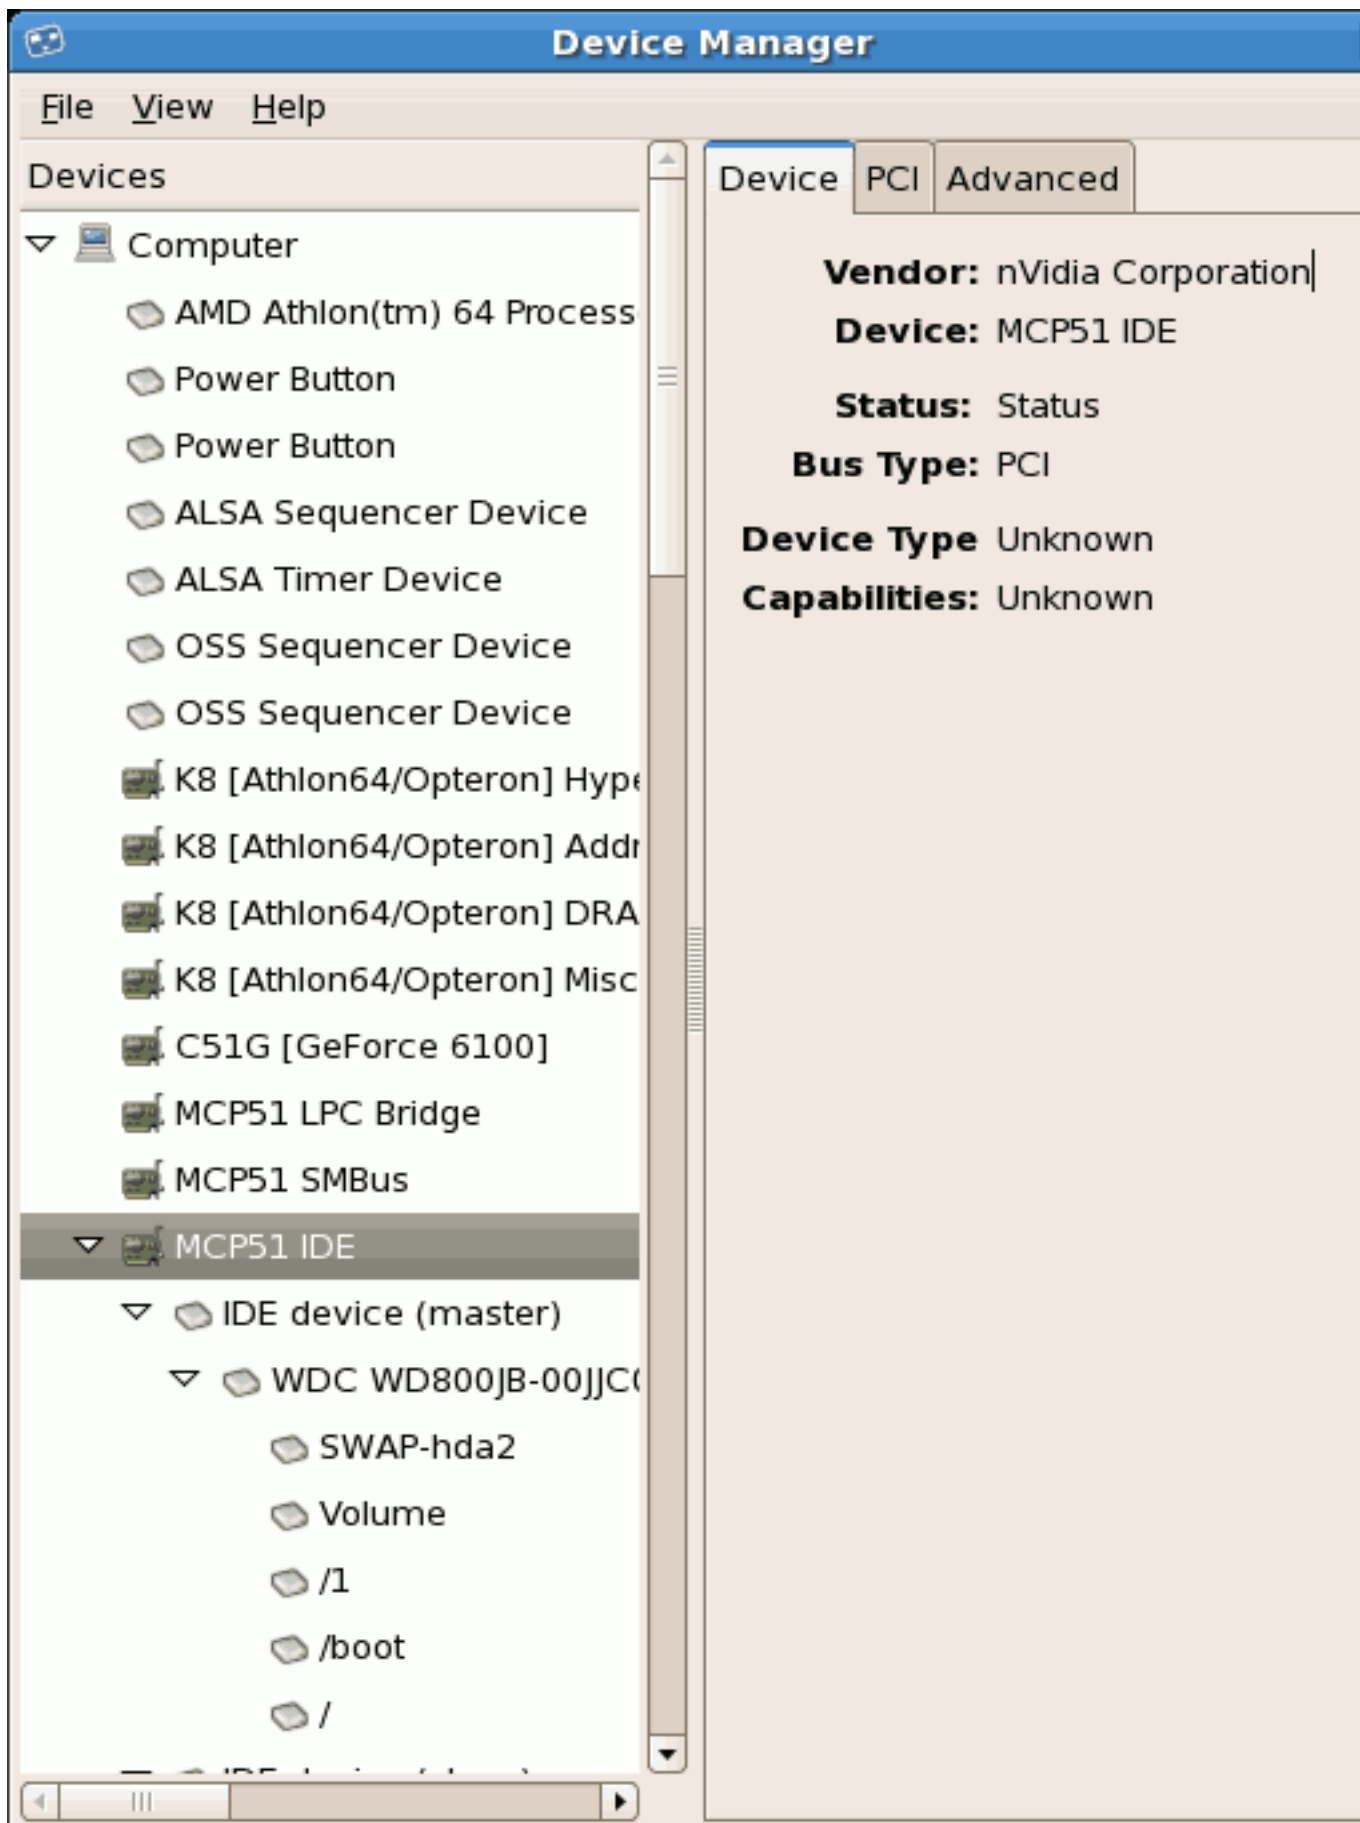 Device Manager
File View Help
Devices
Computer
AMD Athlon(tm) 64 Process
Power Button
Power Button
ALSA Sequencer Device
ALSA Timer Device
OSS Sequencer Device
OSS Sequencer Device
K8 [Athlon64/Opteron] Hype
K8 [Athlon64/Opteron] Addr
K8 [Athlon64/Opteron] DRA
K8 [Athlon64/Opteron] Misc
C51G [GeForce 6100]
MCP51 LPC Bridge
MCP51 SMBus
MCP51 IDE
IDE device (master)
WDC WD800JB-00JJC0
SWAP-hda2
Volume
/1
/boot
/
Device PCI Advanced
Vendor: nVidia Corporation
Device: MCP51 IDE
Status: Status
Bus Type: PCI
Device Type Unknown
Capabilities: Unknown